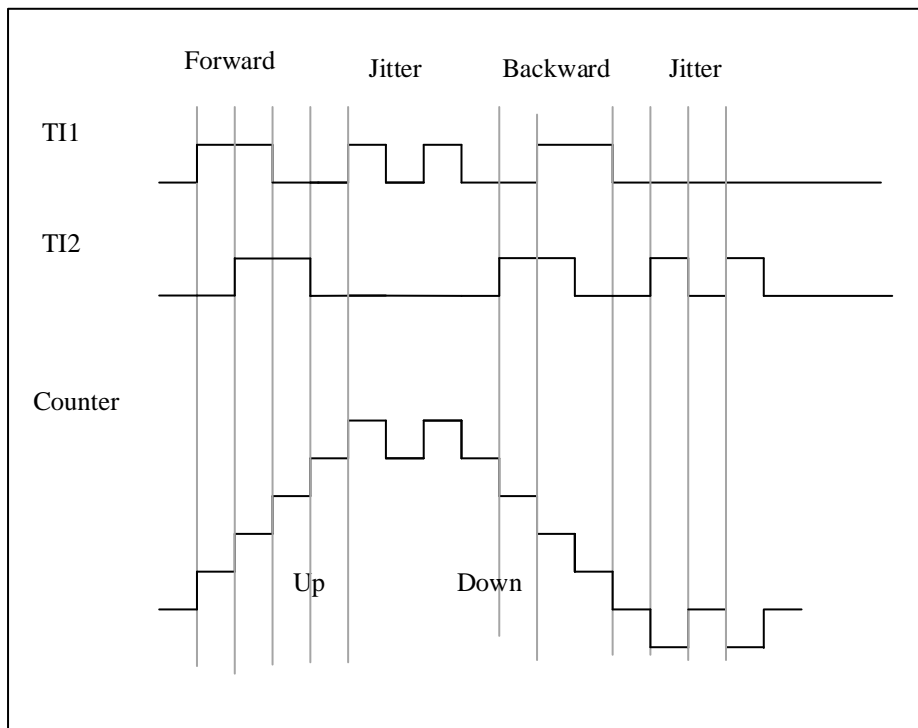 Forward
Jitter
Backward
Jitter
TI1
TI2
Counter
Up
Down